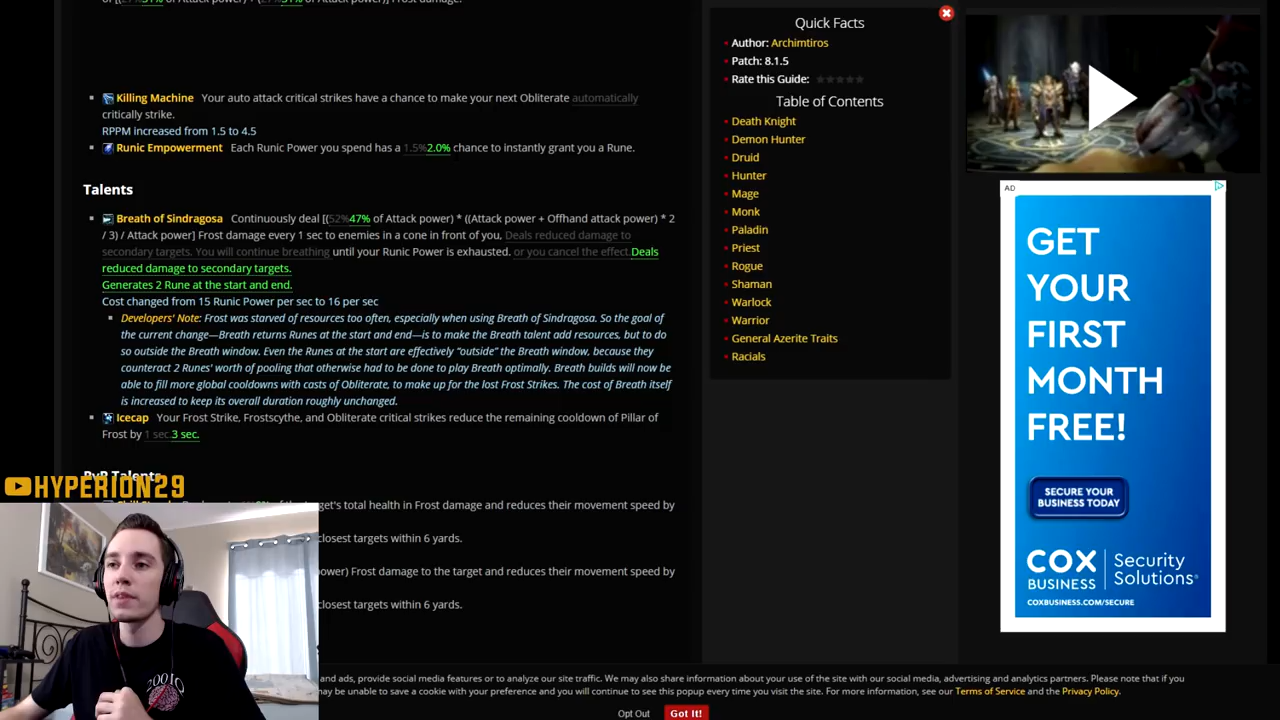 of [(27%31% of Attack power) + (27%31% of Attack power)] Frost damage.
Killing Machine Your auto attack critical strikes have a chance to make your next Obliterate automatically
critically strike.
RPPM increased from 1.5 to 4.5
Runic Empowerment Each Runic Power you spend has a 1.5%2.0% chance to instantly grant you a Rune.
Talents
Breath of Sindragosa Continuously deal [(52%47% of Attack power) * ((Attack power + Offhand attack power) * 2
/ 3) / Attack power] Frost damage every 1 sec to enemies in a cone in front of you, Deals reduced damage to
secondary targets. You will continue breathing until your Runic Power is exhausted. or you cancel the effect.Deals
reduced damage to secondary targets.
Generates 2 Rune at the start and end.
Cost changed from 15 Runic Power per sec to 16 per sec
Developers' Note: Frost was starved of resources too often, especially when using Breath of Sindragosa. So the goal of
the current change—Breath returns Runes at the start and end—is to make the Breath talent add resources, but to do
so outside the Breath window. Even the Runes at the start are effectively "outside" the Breath window, because they
counteract 2 Runes' worth of pooling that otherwise had to be done to play Breath optimally. Breath builds will now be
able to fill more global cooldowns with casts of Obliterate, to make up for the lost Frost Strikes. The cost of Breath itself
is increased to keep its overall duration roughly unchanged.
Icecap Your Frost Strike, Frostscythe, and Obliterate critical strikes reduce the remaining cooldown of Pillar of
Frost by 1 sec.3 sec.
PvP Talents
HYPERION29
of the target's total health in Frost damage and reduces their movement speed by
closest targets within 6 yards.
power) Frost damage to the target and reduces their movement speed by
closest targets within 6 yards.
Quick Facts
Author: Archimtiros
Patch: 8.1.5
Rate this Guide:
Table of Contents
Death Knight
Demon Hunter
Druid
Hunter
Mage
Monk
Paladin
Priest
Rogue
Shaman
Warlock
Warrior
General Azerite Traits
Racials
AD
GET
YOUR
FIRST
MONTH
FREE!
SECURE YOUR
BUSINESS TODAY
COX
BUSINESS
Security
Solutions
COXBUSINESS.COM/SECURE
and ads, provide social media features or to analyze our site traffic. We may also share information about your use of the site with our social media, advertising and analytics partners. Please note that if you
may be unable to save a cookie with your preference and you will continue to see this popup every time you visit the site. For more information, see our Terms of Service and the Privacy Policy.
Opt Out
Got It!